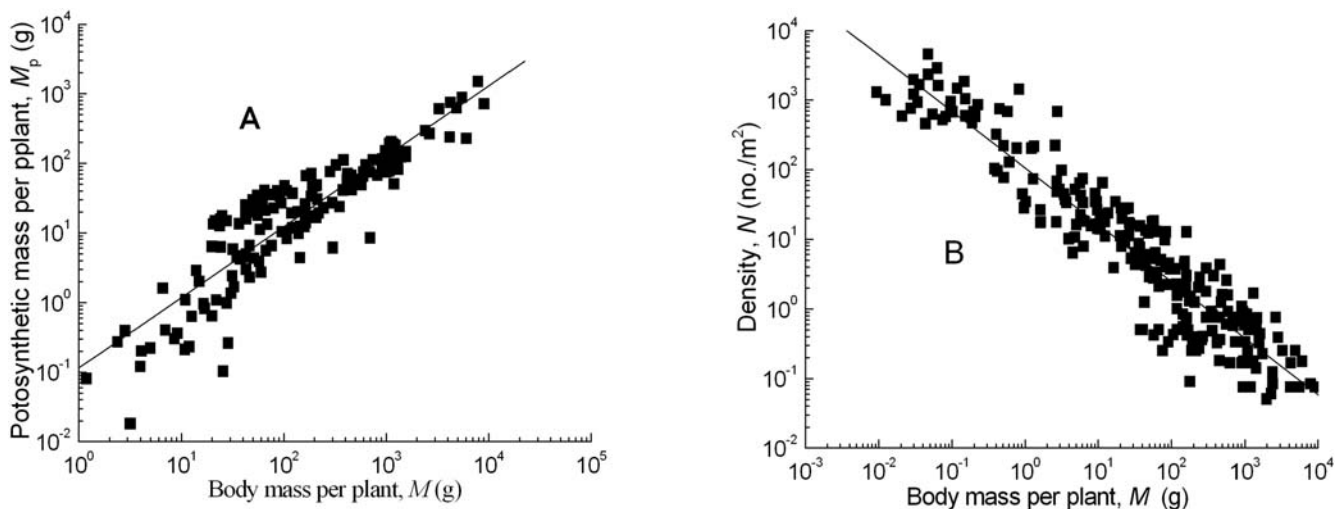 Potosynthetic mass per pplant, Mp (g)
10^4
10^3
10^2
10^1
10^0
10^-1
10^-2
A
10^0 10^1 10^2 10^3 10^4 10^5
Body mass per plant, M (g)
Density, N (no./m²)
10^4
10^3
10^2
10^1
10^0
10^-1
10^-2
B
10^-3 10^-2 10^-1 10^0 10^1 10^2 10^3 10^4
Body mass per plant, M (g)